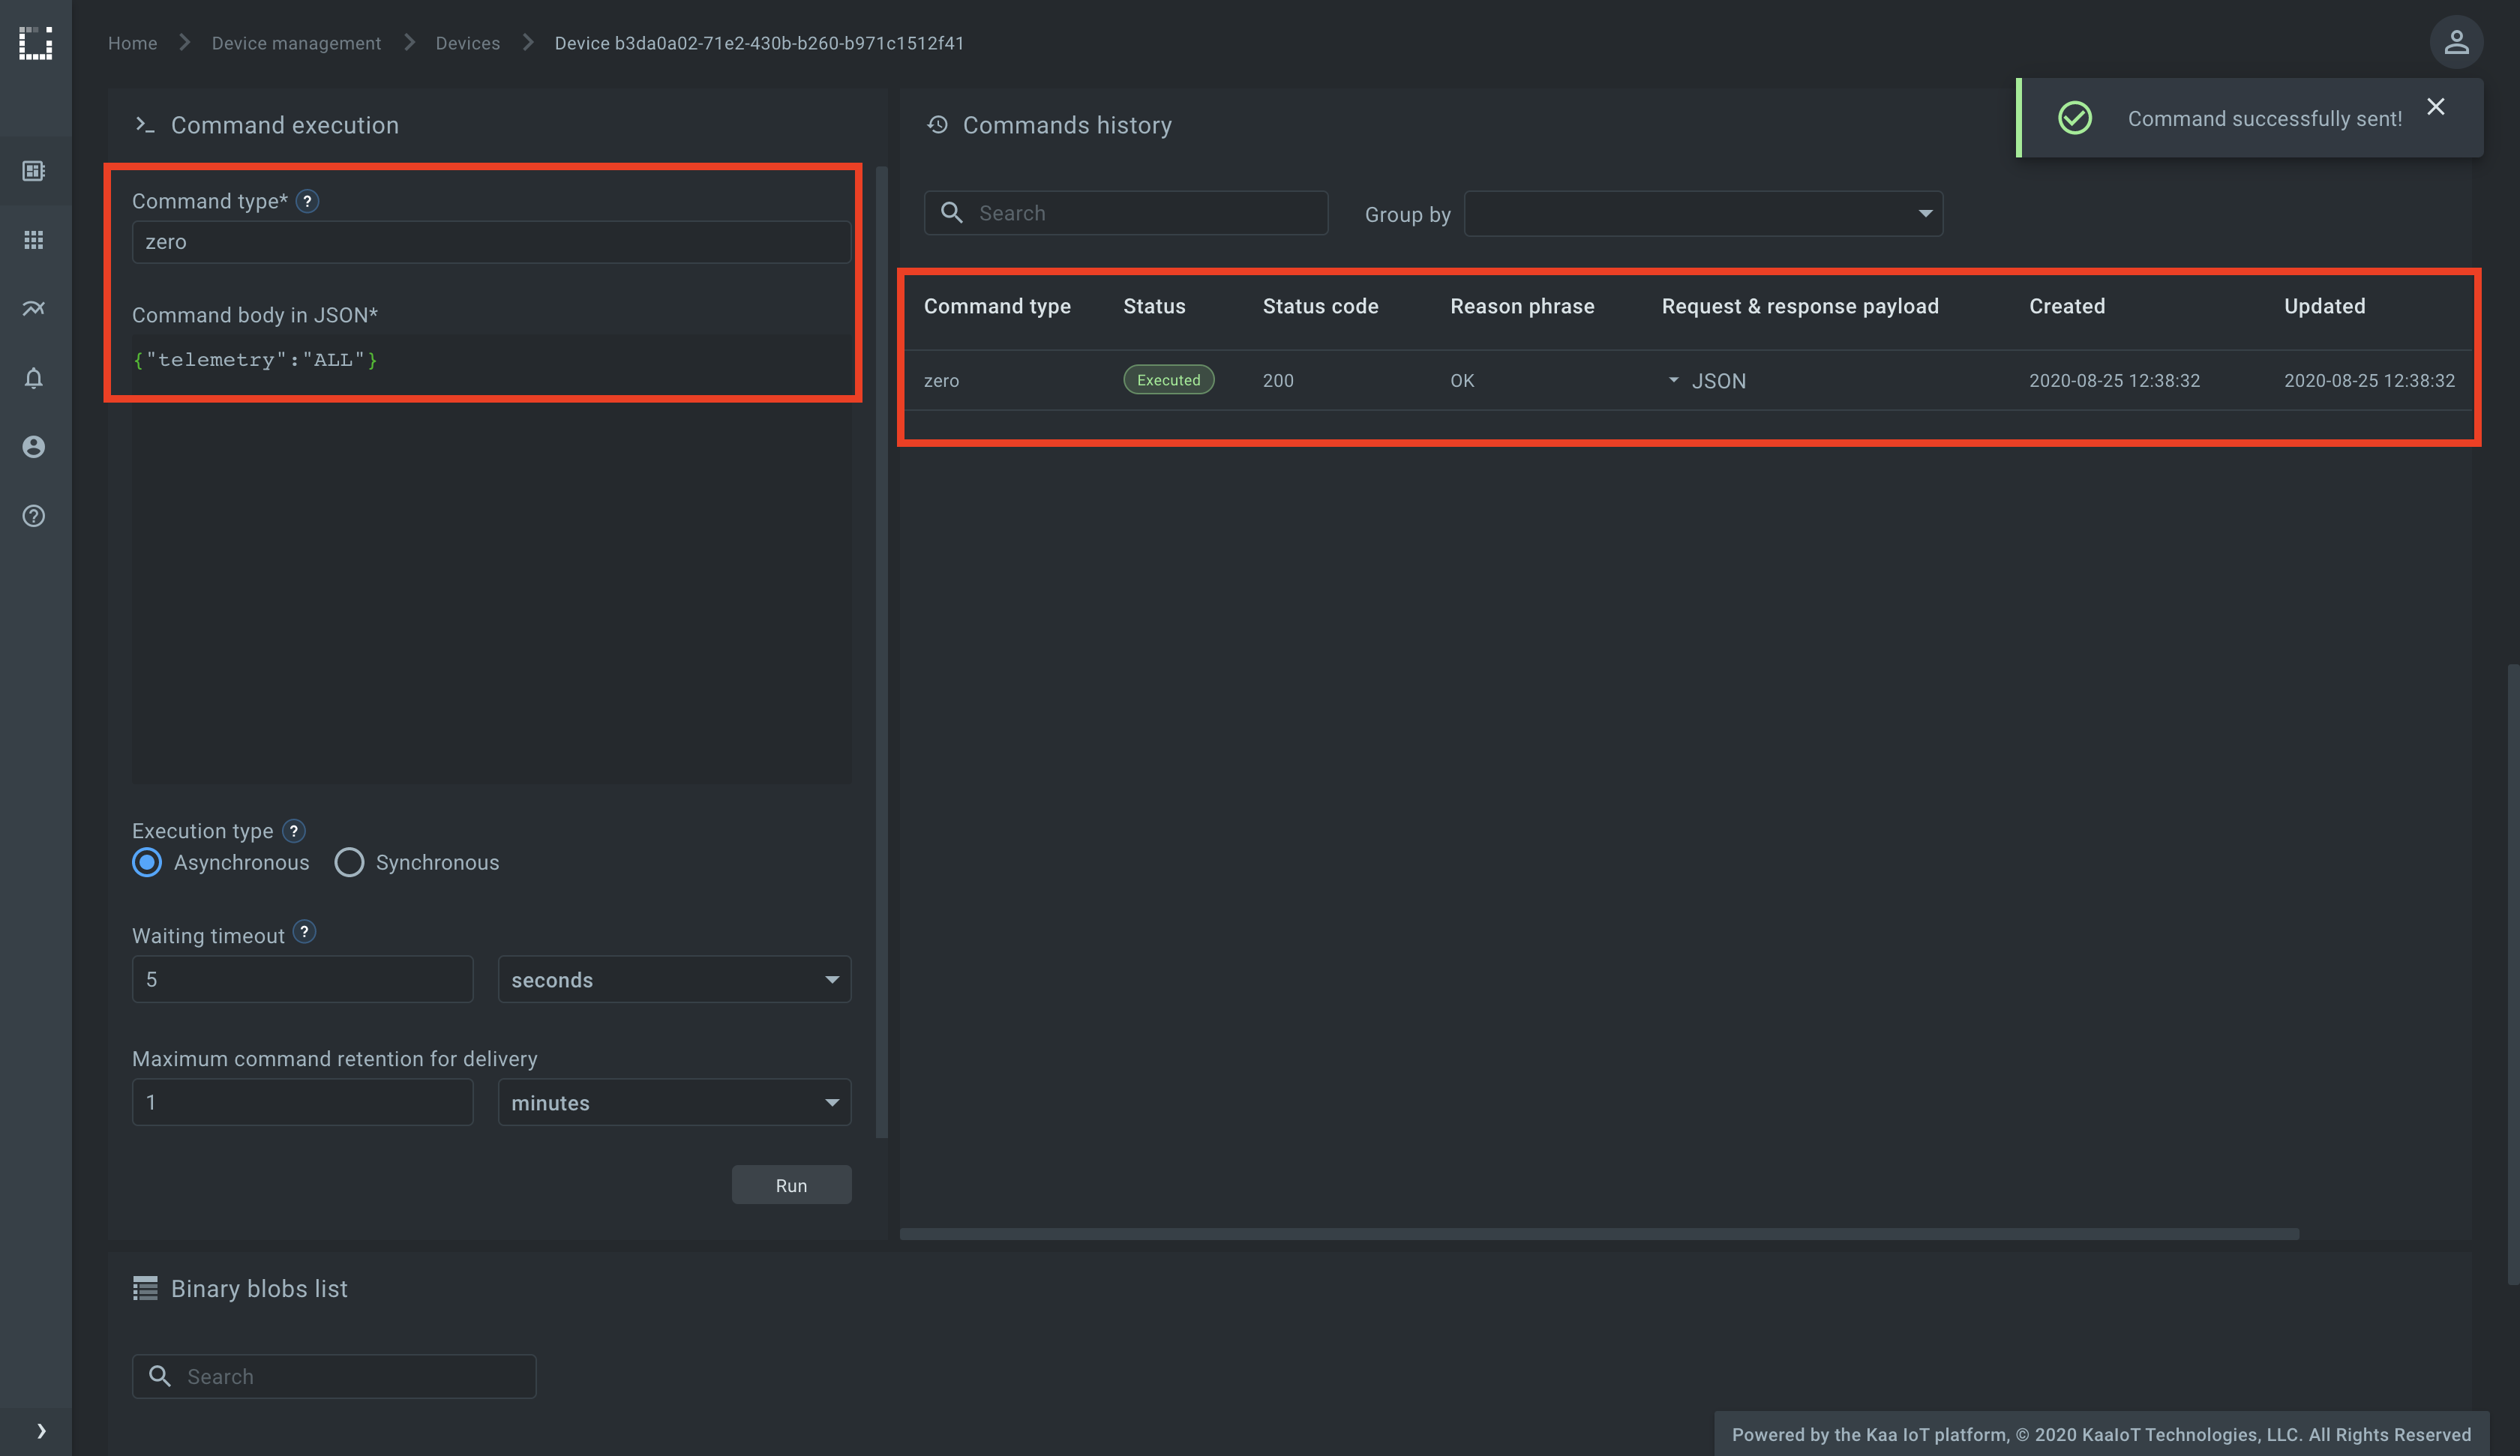 Home
Device management
Devices
Device b3da0a02-71e2-430b-b260-b971c1512f41
Command successfully sent!
Command execution
Command type* ?
zero
Command body in JSON*
{"telemetry":"ALL"}
Execution type ?
Asynchronous
Synchronous
Waiting timeout ?
5
seconds
Maximum command retention for delivery
1
minutes
Run
Commands history
Search
Group by
Command type Status Status code Reason phrase Request & response payload Created Updated
zero Executed 200 OK JSON 2020-08-25 12:38:32 2020-08-25 12:38:32
Binary blobs list
Search
Powered by the Kaa IoT platform, © 2020 KaaIoT Technologies, LLC. All Rights Reserved